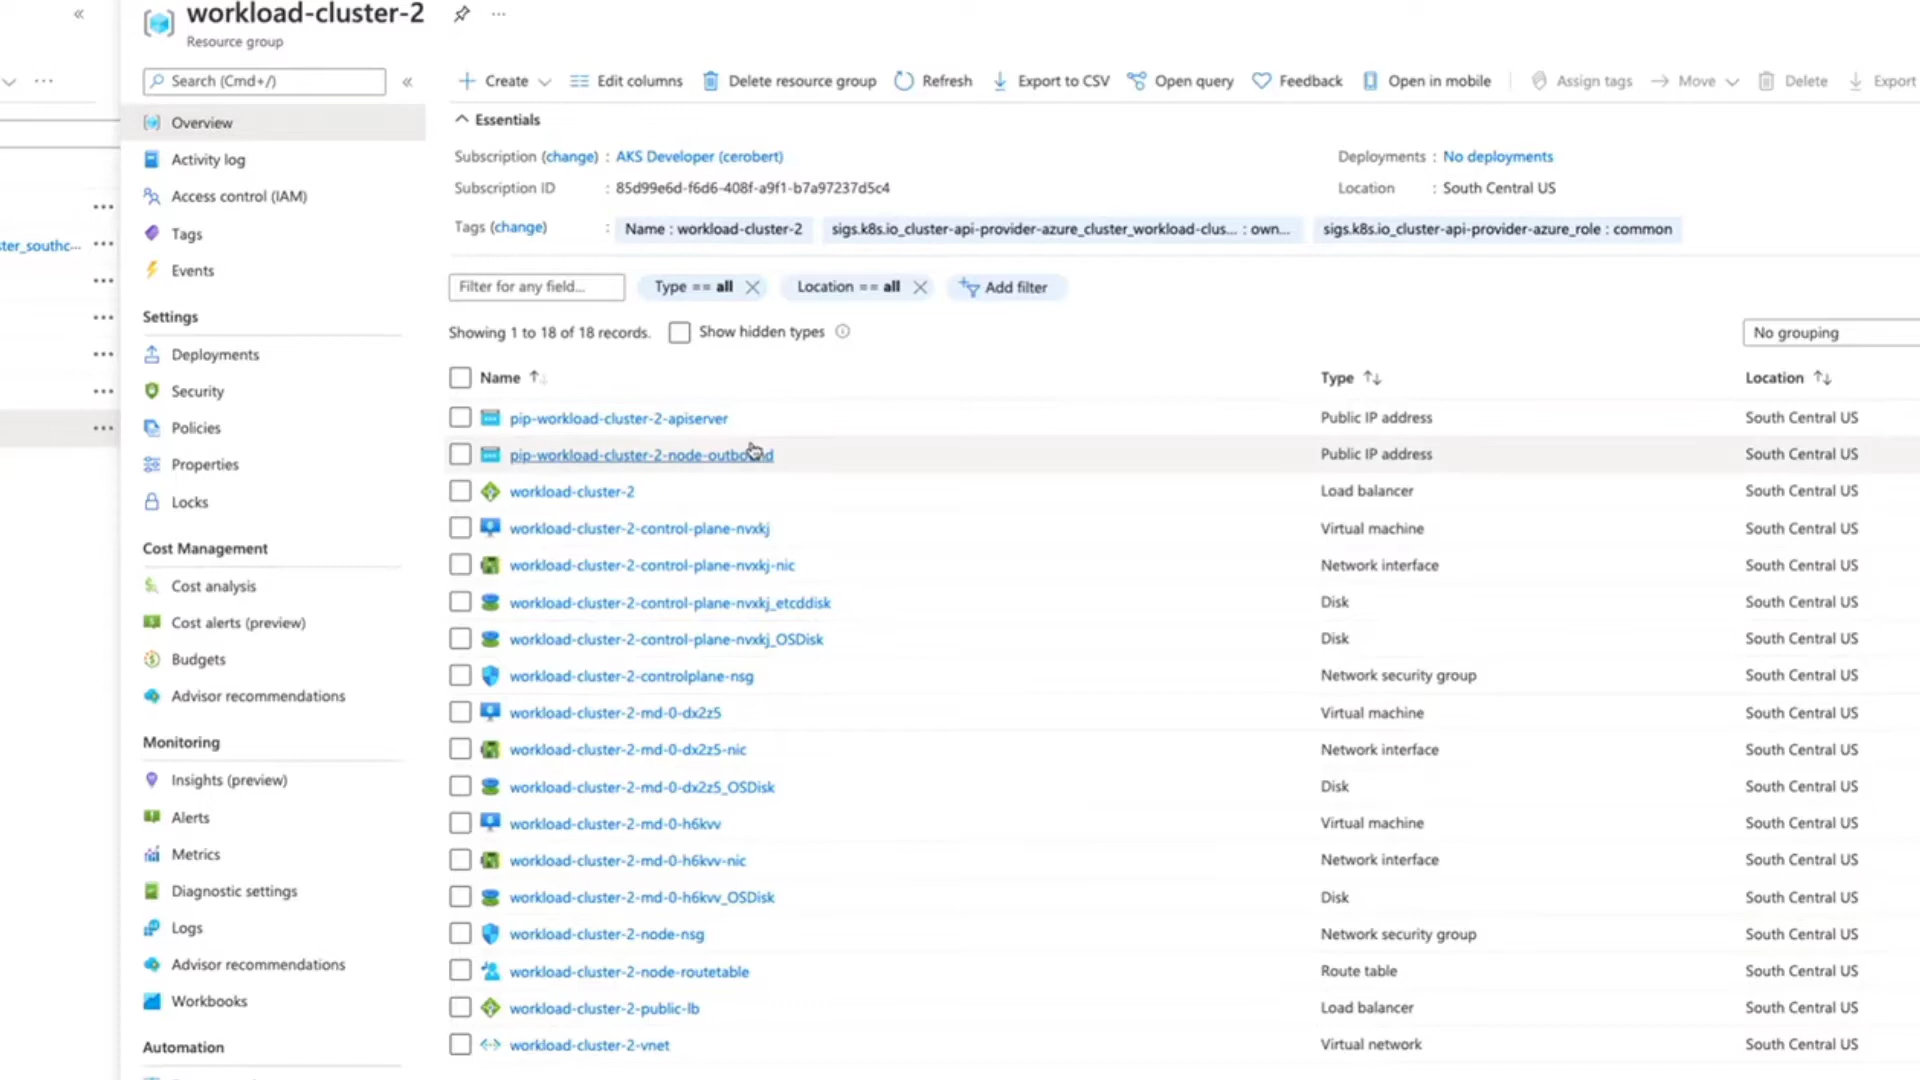 workload-cluster-2
Resource group
Search (Cmd+/)
Create
Edit columns
Delete resource group
Refresh
Export to CSV
Open query
Feedback
Open in mobile
Assign tags
Move
Delete
Export
Overview
Activity log
Access control (IAM)
Tags
Events
Settings
Deployments
Security
Policies
Properties
Locks
Cost Management
Cost analysis
Cost alerts (preview)
Budgets
Advisor recommendations
Monitoring
Insights (preview)
Alerts
Metrics
Diagnostic settings
Logs
Advisor recommendations
Workbooks
Automation
ter_southc...
Essentials
Subscription (change) : AKS Developer (cerobert)
Deployments : No deployments
Subscription ID : 85d99e6d-f6d6-408f-a9f1-b7a97237d5c4
Location : South Central US
Tags (change) : Name : workload-cluster-2 sigs.k8s.io_cluster-api-provider-azure_cluster_workload-clus... : own... sigs.k8s.io_cluster-api-provider-azure_role : common
Filter for any field...
Type == all
Location == all
Add filter
Showing 1 to 18 of 18 records.
Show hidden types
No grouping
Name Type Location
pip-workload-cluster-2-apiserver Public IP address South Central US
pip-workload-cluster-2-node-outbound Public IP address South Central US
workload-cluster-2 Load balancer South Central US
workload-cluster-2-control-plane-nvxkj Virtual machine South Central US
workload-cluster-2-control-plane-nvxkj-nic Network interface South Central US
workload-cluster-2-control-plane-nvxkj_etcddisk Disk South Central US
workload-cluster-2-control-plane-nvxkj_OSDisk Disk South Central US
workload-cluster-2-controlplane-nsg Network security group South Central US
workload-cluster-2-md-0-dx2z5 Virtual machine South Central US
workload-cluster-2-md-0-dx2z5-nic Network interface South Central US
workload-cluster-2-md-0-dx2z5_OSDisk Disk South Central US
workload-cluster-2-md-0-h6kvv Virtual machine South Central US
workload-cluster-2-md-0-h6kvv-nic Network interface South Central US
workload-cluster-2-md-0-h6kvv_OSDisk Disk South Central US
workload-cluster-2-node-nsg Network security group South Central US
workload-cluster-2-node-routetable Route table South Central US
workload-cluster-2-public-lb Load balancer South Central US
workload-cluster-2-vnet Virtual network South Central US